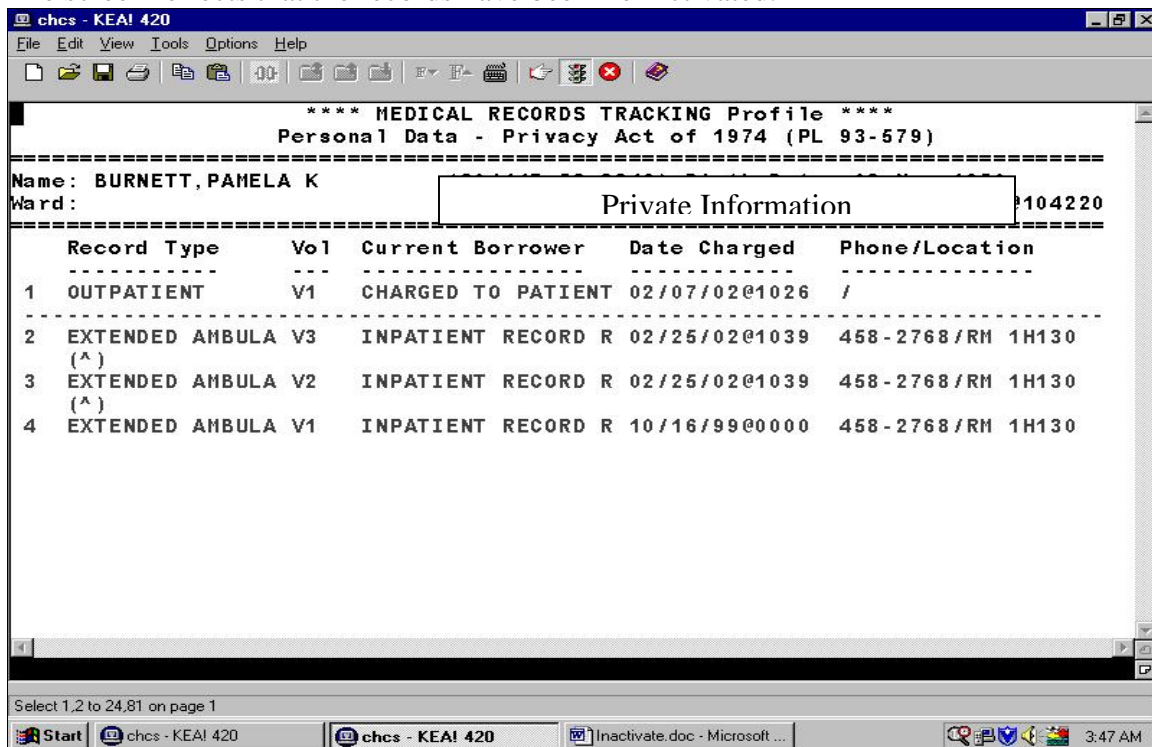 chcs - KEA! 420
File Edit View Tools Options Help
**** MEDICAL RECORDS TRACKING Profile ****
Personal Data - Privacy Act of 1974 (PL 93-579)
Name: BURNETT,PAMELA K
Ward: Private Information 104220
Record Type Vol Current Borrower Date Charged Phone/Location
1 OUTPATIENT V1 CHARGED TO PATIENT 02/07/02@1026 /
2 EXTENDED AMBULA V3 INPATIENT RECORD R 02/25/02@1039 458-2768/RM 1H130
(^)
3 EXTENDED AMBULA V2 INPATIENT RECORD R 02/25/02@1039 458-2768/RM 1H130
(^)
4 EXTENDED AMBULA V1 INPATIENT RECORD R 10/16/99@0000 458-2768/RM 1H130
Select 1,2 to 24,81 on page 1
Start chcs - KEA! 420 chcs - KEA! 420 Inactivate.doc - Microsoft ... 3:47 AM